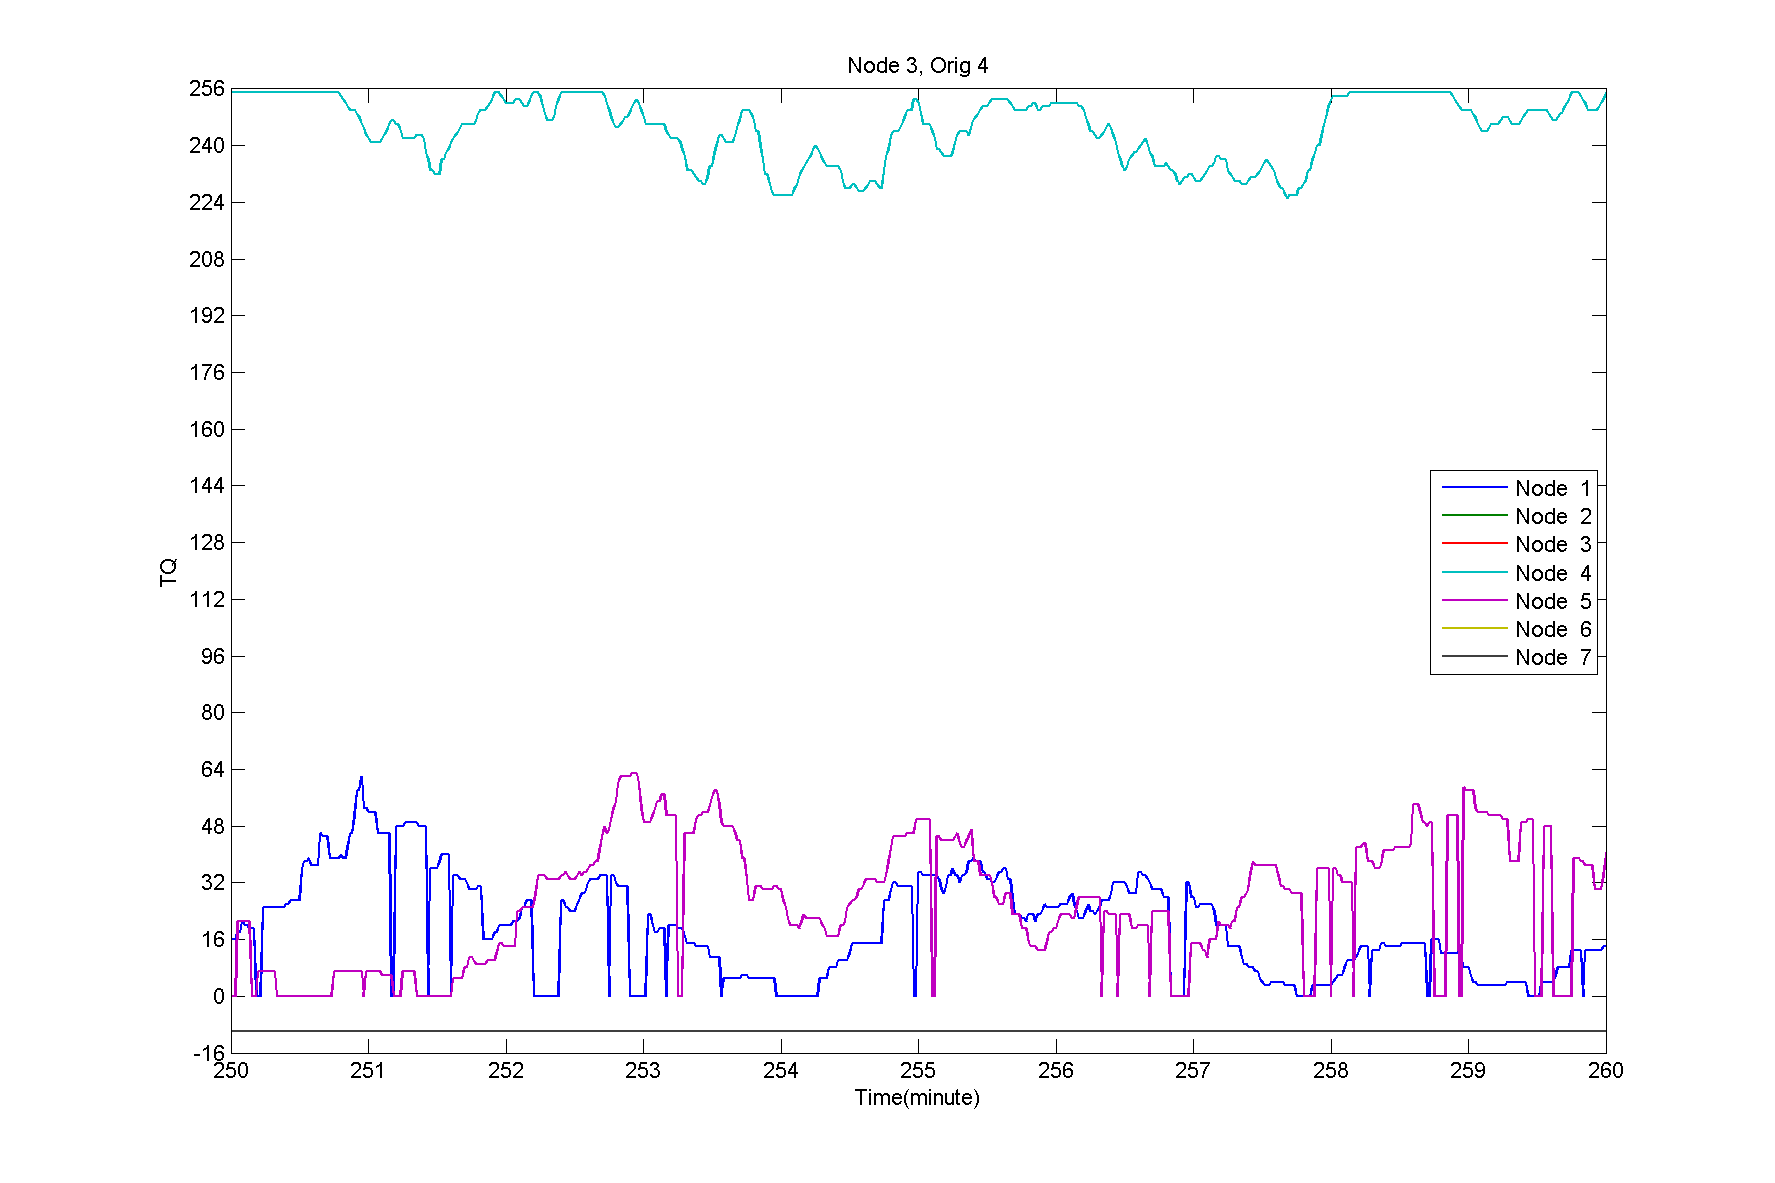 Node 3, Orig 4
256
240
224
208
192
176
160
144
128
112
96
80
64
48
32
16
0
-16
TQ
Node 1
Node 2
Node 3
Node 4
Node 5
Node 6
Node 7
250 251 252 253 254 255 256 257 258 259 260
Time(minute)